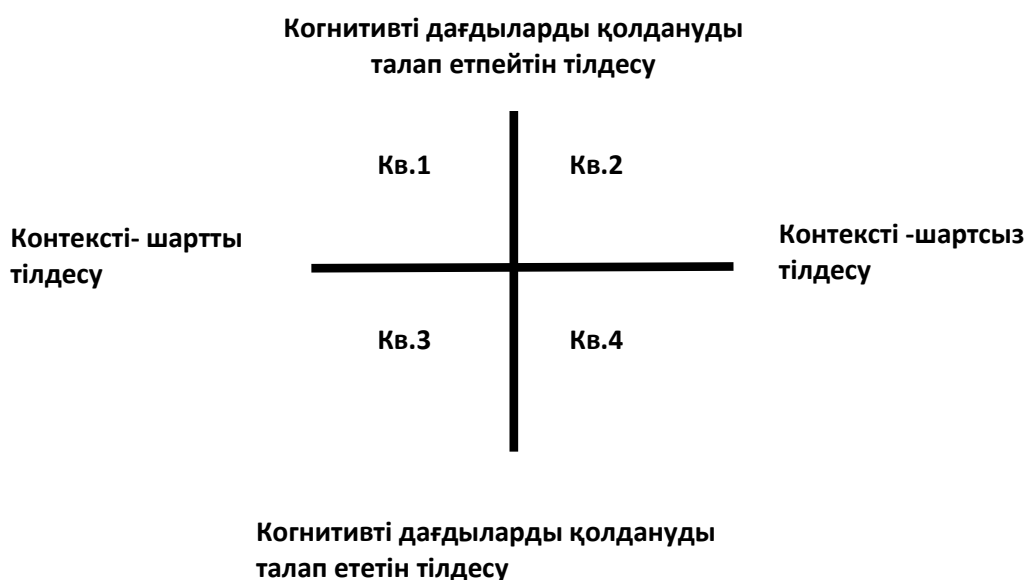 Когнитивті дағдыларды қолдануды
талап етпейтін тілдесу
Кв.1
Кв.2
Контексті- шартты
тілдесу
Контексті -шартсыз
тілдесу
Кв.3
Кв.4
Когнитивті дағдыларды қолдануды
талап ететін тілдесу